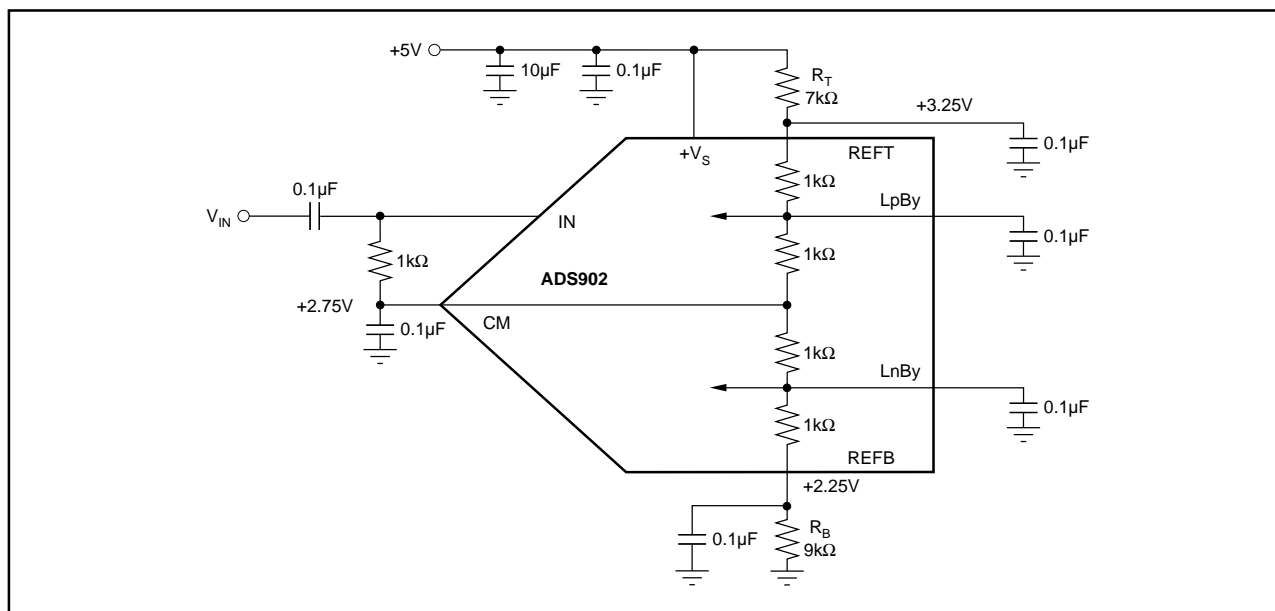 +5V
10µF
0.1µF
R_T
7kΩ
+3.25V
0.1µF
+V_S
REFT
1kΩ
0.1µF
LpBy
V_IN
IN
0.1µF
1kΩ
1kΩ
ADS902
+2.75V
CM
0.1µF
1kΩ
LnBy
0.1µF
1kΩ
REFB
+2.25V
0.1µF
R_B
9kΩ